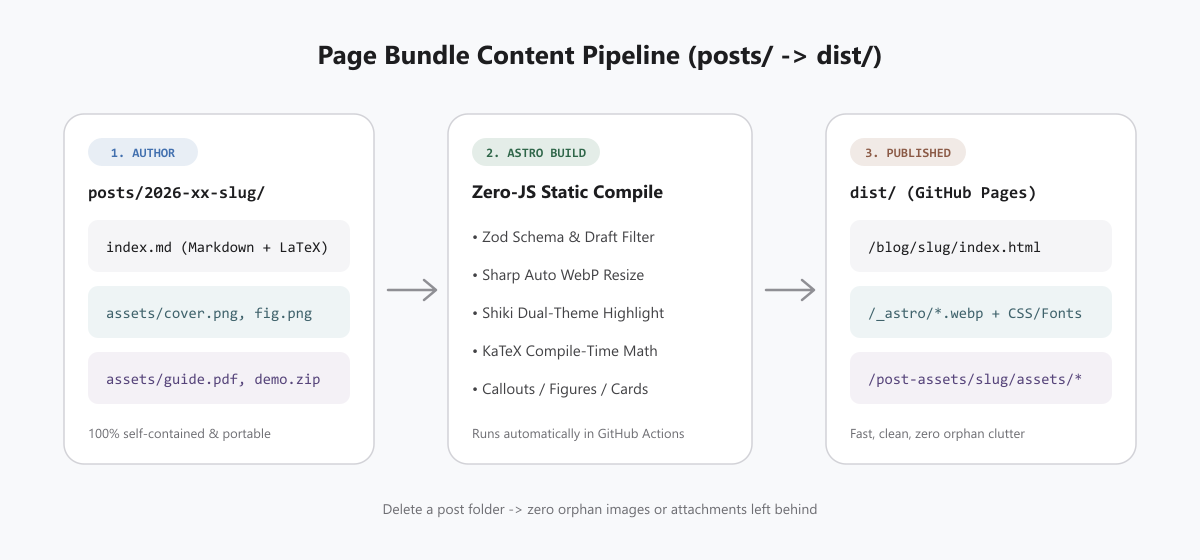 Page Bundle Content Pipeline (posts/ -> dist/)
1. AUTHOR
posts/2026-xx-slug/
index.md (Markdown + LaTeX)
assets/cover.png, fig.png
assets/guide.pdf, demo.zip
100% self-contained & portable
2. ASTRO BUILD
Zero-JS Static Compile
• Zod Schema & Draft Filter
• Sharp Auto WebP Resize
• Shiki Dual-Theme Highlight
• KaTeX Compile-Time Math
• Callouts / Figures / Cards
Runs automatically in GitHub Actions
3. PUBLISHED
dist/ (GitHub Pages)
/blog/slug/index.html
/_astro/*.webp + CSS/Fonts
/post-assets/slug/assets/*
Fast, clean, zero orphan clutter
Delete a post folder -> zero orphan images or attachments left behind